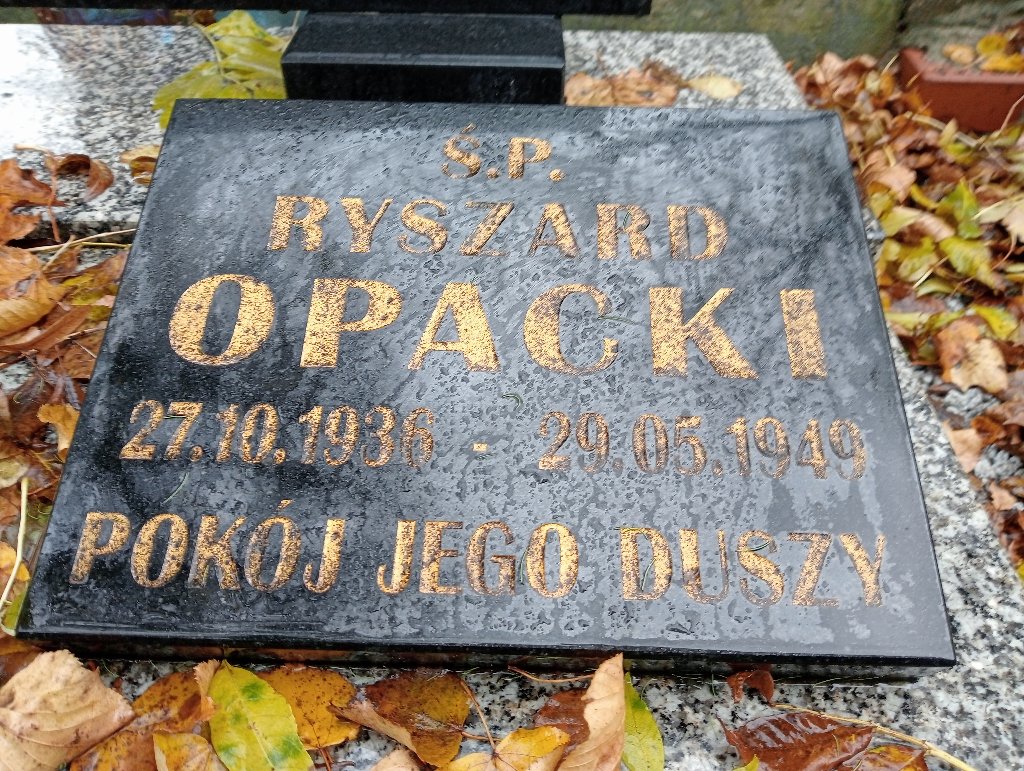 Ś.P.
RYSZARD
OPACKI
27.10.1936 - 29.05.1949
POKÓJ JEGO DUSZY